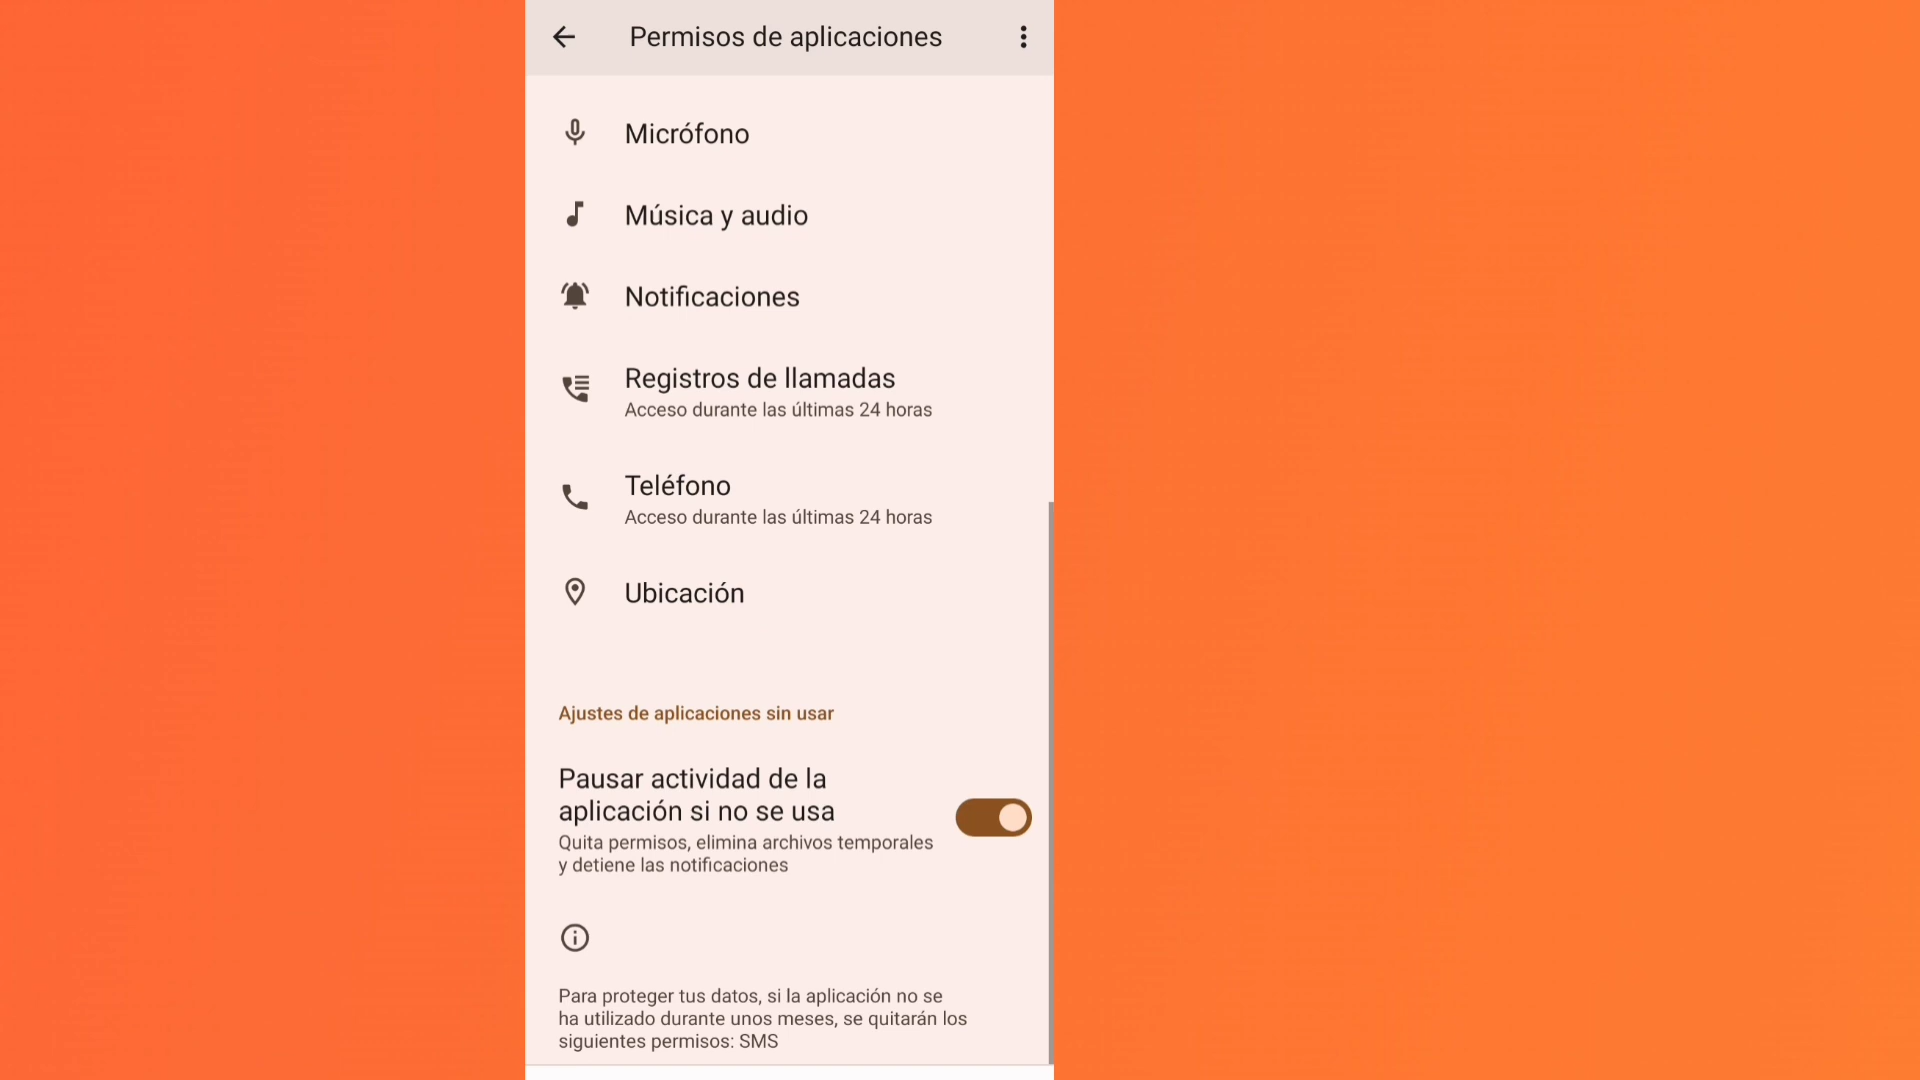 Permisos de aplicaciones
Micrófono
Música y audio
Notificaciones
Registros de llamadas
Acceso durante las últimas 24 horas
Teléfono
Acceso durante las últimas 24 horas
Ubicación
Ajustes de aplicaciones sin usar
Pausar actividad de la
aplicación si no se usa
Quita permisos, elimina archivos temporales
y detiene las notificaciones
Para proteger tus datos, si la aplicación no se
ha utilizado durante unos meses, se quitarán los
siguientes permisos: SMS